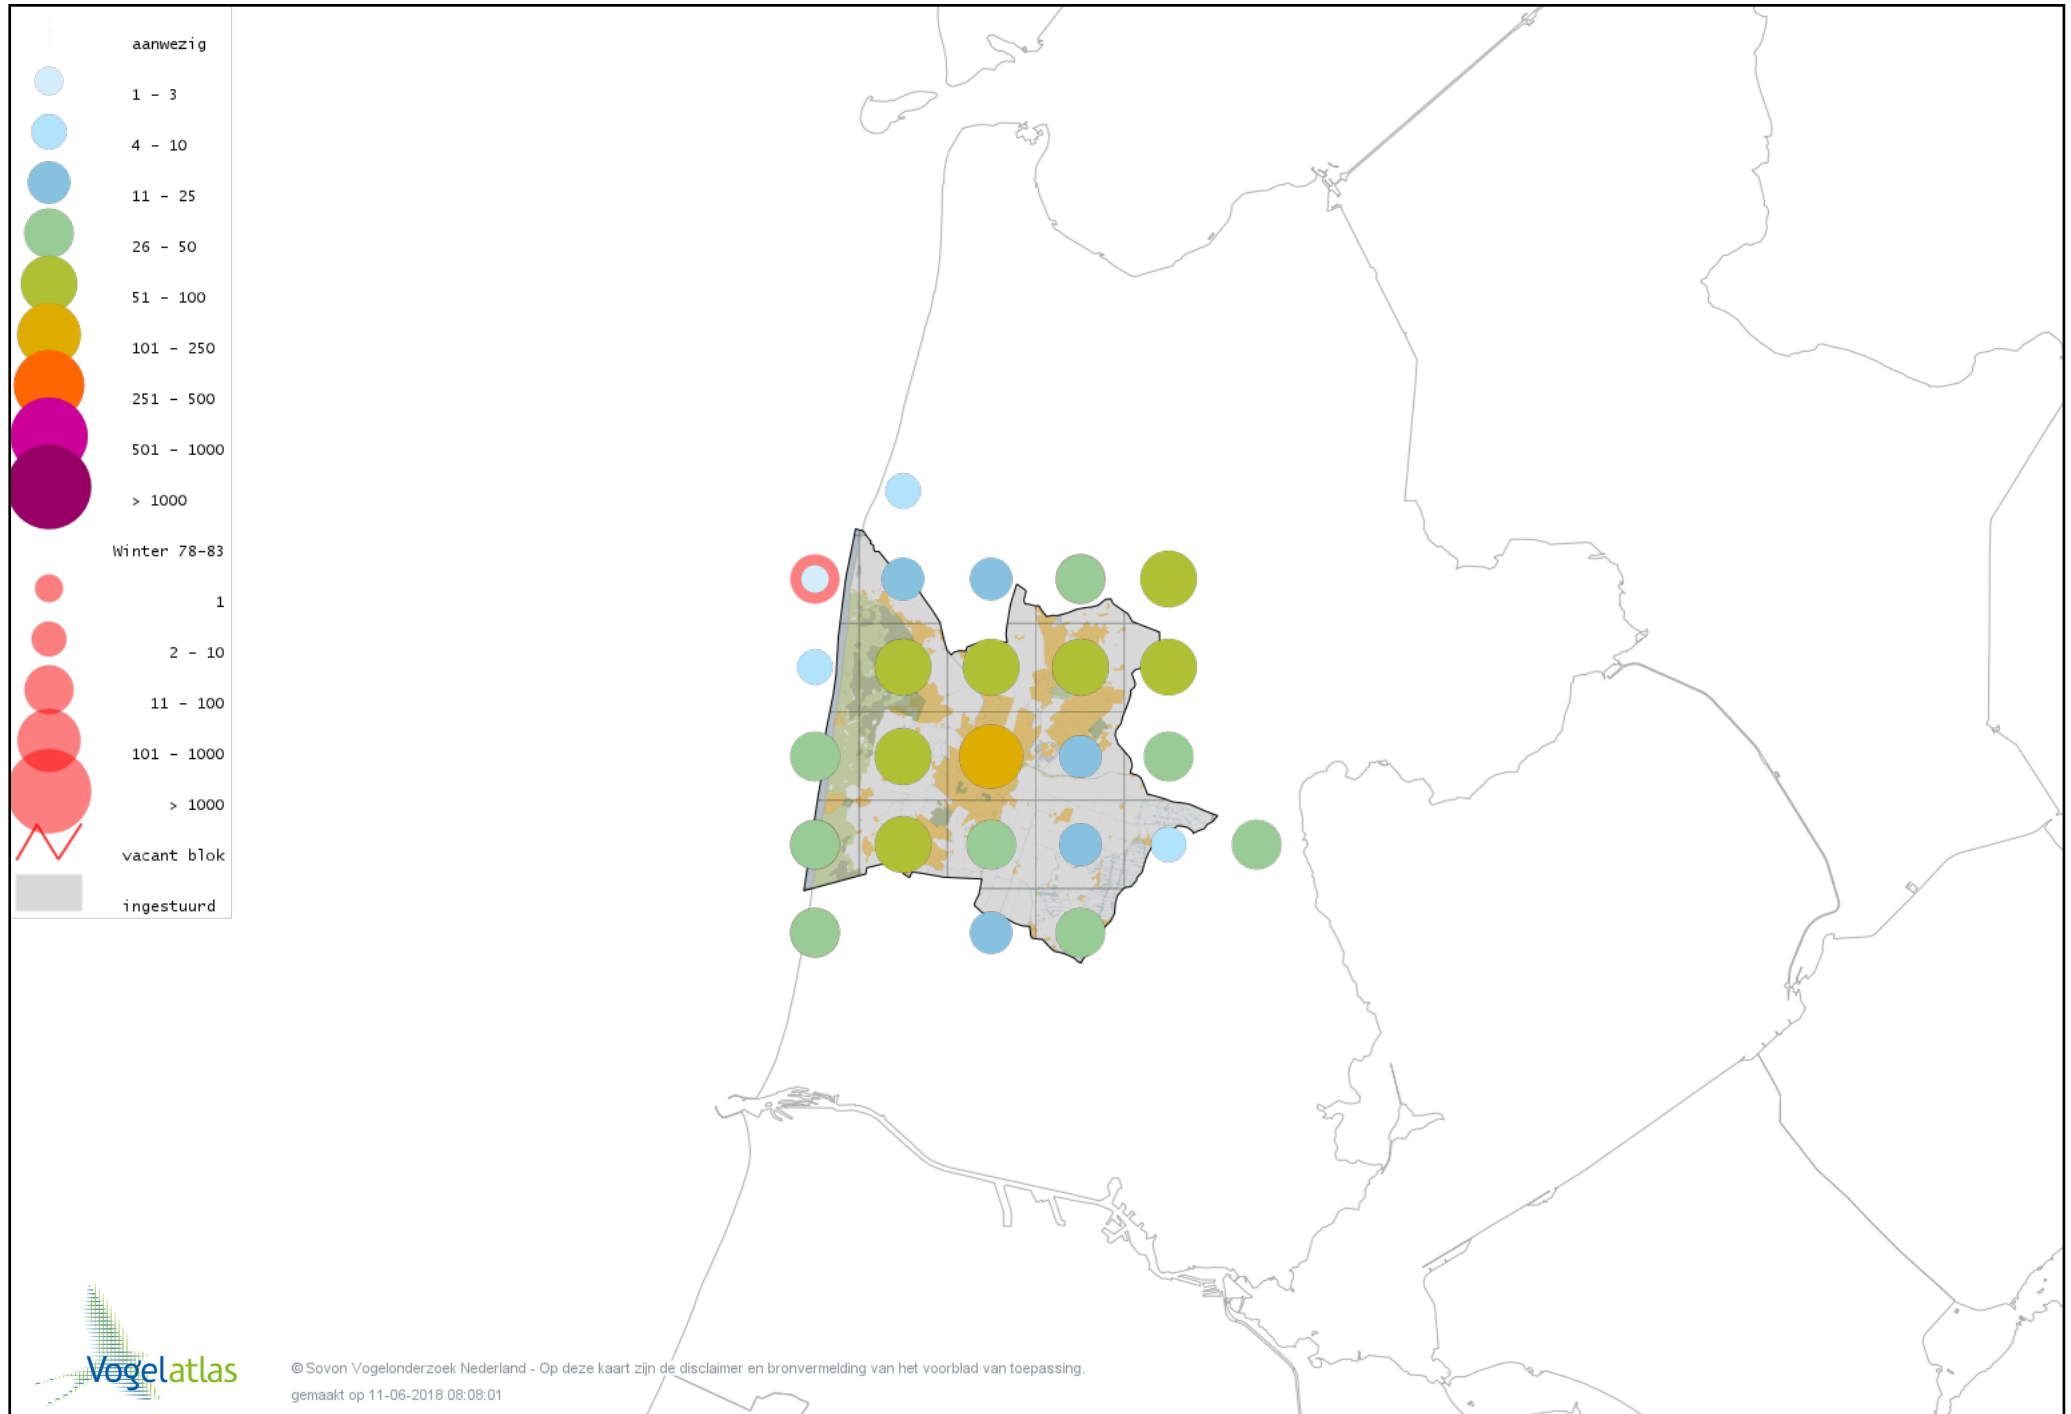 aanwezig
1 – 3
4 – 10
11 – 25
26 – 50
51 – 100
101 – 250
251 – 500
501 – 1000
> 1000
Winter 78-83
1
2 – 10
11 – 100
101 – 1000
> 1000
vacant blok
ingestuurd
Vogelatlas
© Sovon Vogelonderzoek Nederland - Op deze kaart zijn de disclaimer en bronvermelding van het voorblad van toepassing.
gemaakt op 11-06-2018 08:08:01